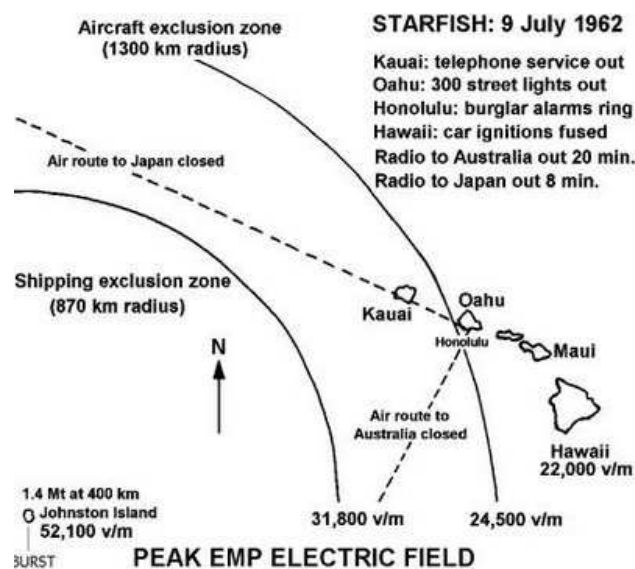 Aircraft exclusion zone
(1300 km radius)
STARFISH: 9 July 1962
Kauai: telephone service out
Oahu: 300 street lights out
Honolulu: burglar alarms ring
Hawaii: car ignitions fused
Radio to Australia out 20 min.
Radio to Japan out 8 min.
Air route to Japan closed
Shipping exclusion zone
(870 km radius)
Kauai
Oahu
Honolulu
Maui
N
Air route to
Australia closed
Hawaii
22,000 v/m
1.4 Mt at 400 km
Johnston Island
52,100 v/m
31,800 v/m
24,500 v/m
BURST
PEAK EMP ELECTRIC FIELD